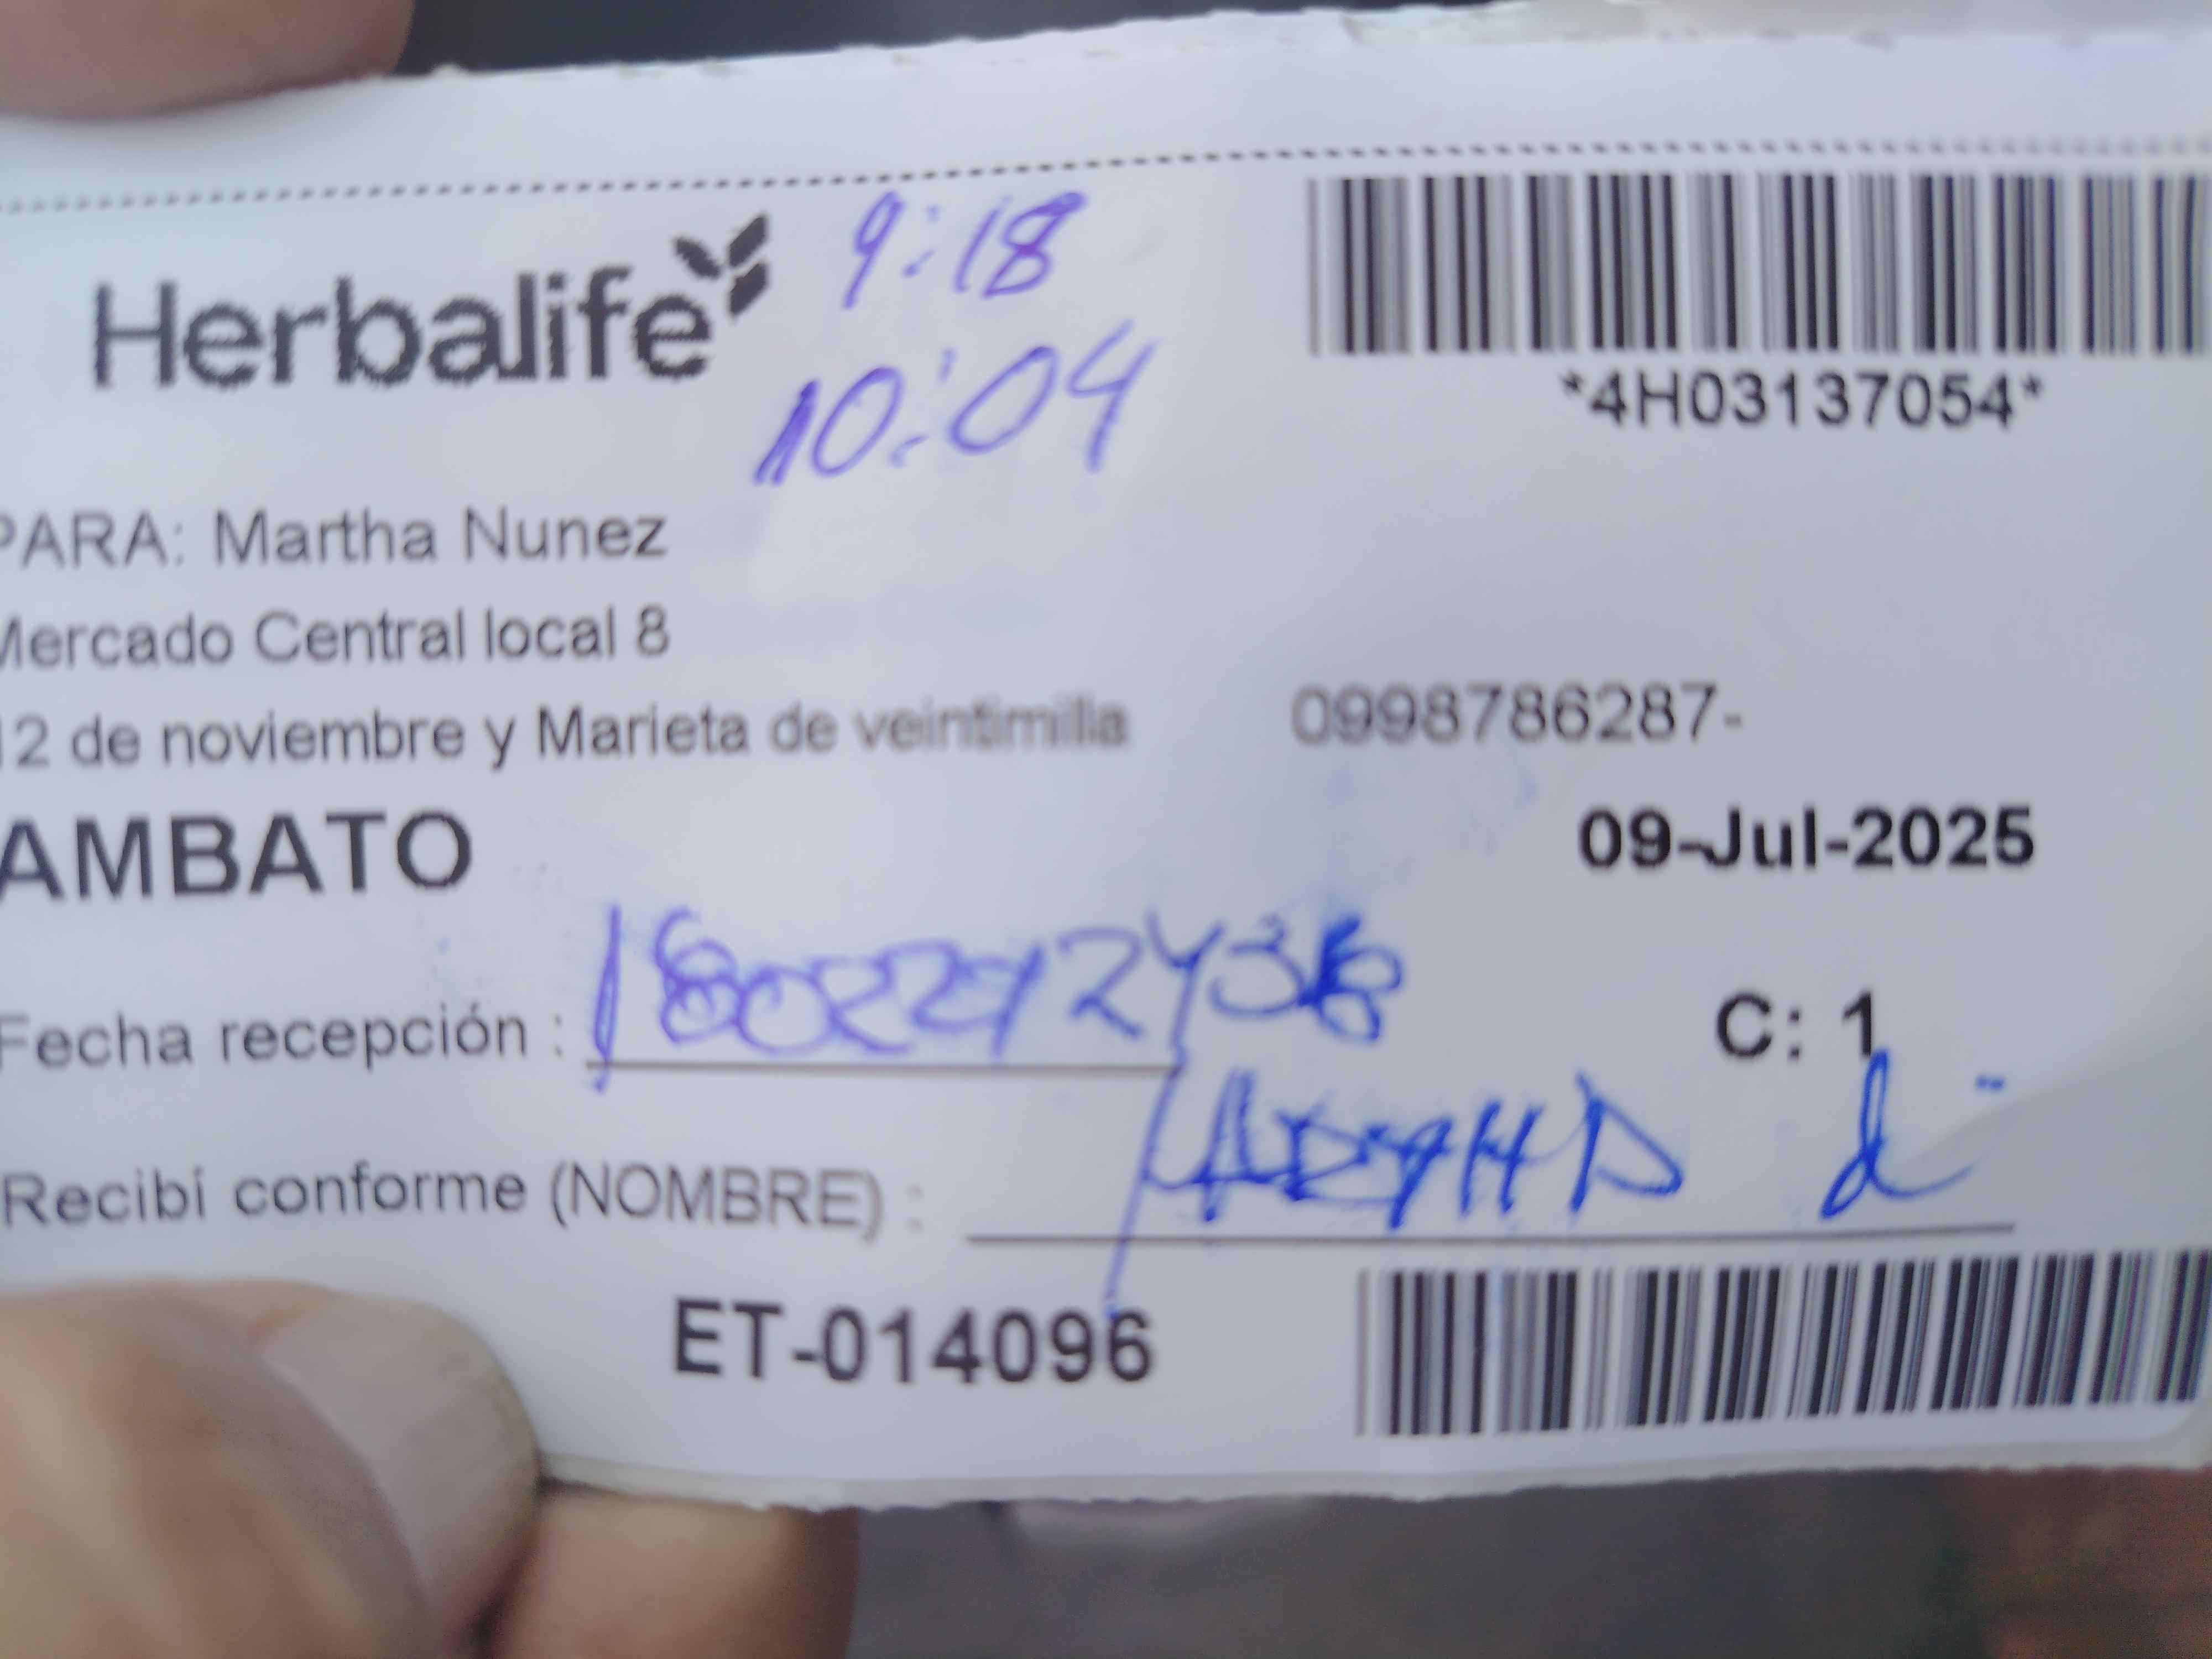 Herbalife 9:18
10:04
*4H03137054*
PARA: Martha Nunez
Mercado Central local 8
12 de noviembre y Marieta de veintimilla 0998786287-
AMBATO 09-Jul-2025
Fecha recepción :
C: 1
Recibí conforme (NOMBRE) :
ET-014096